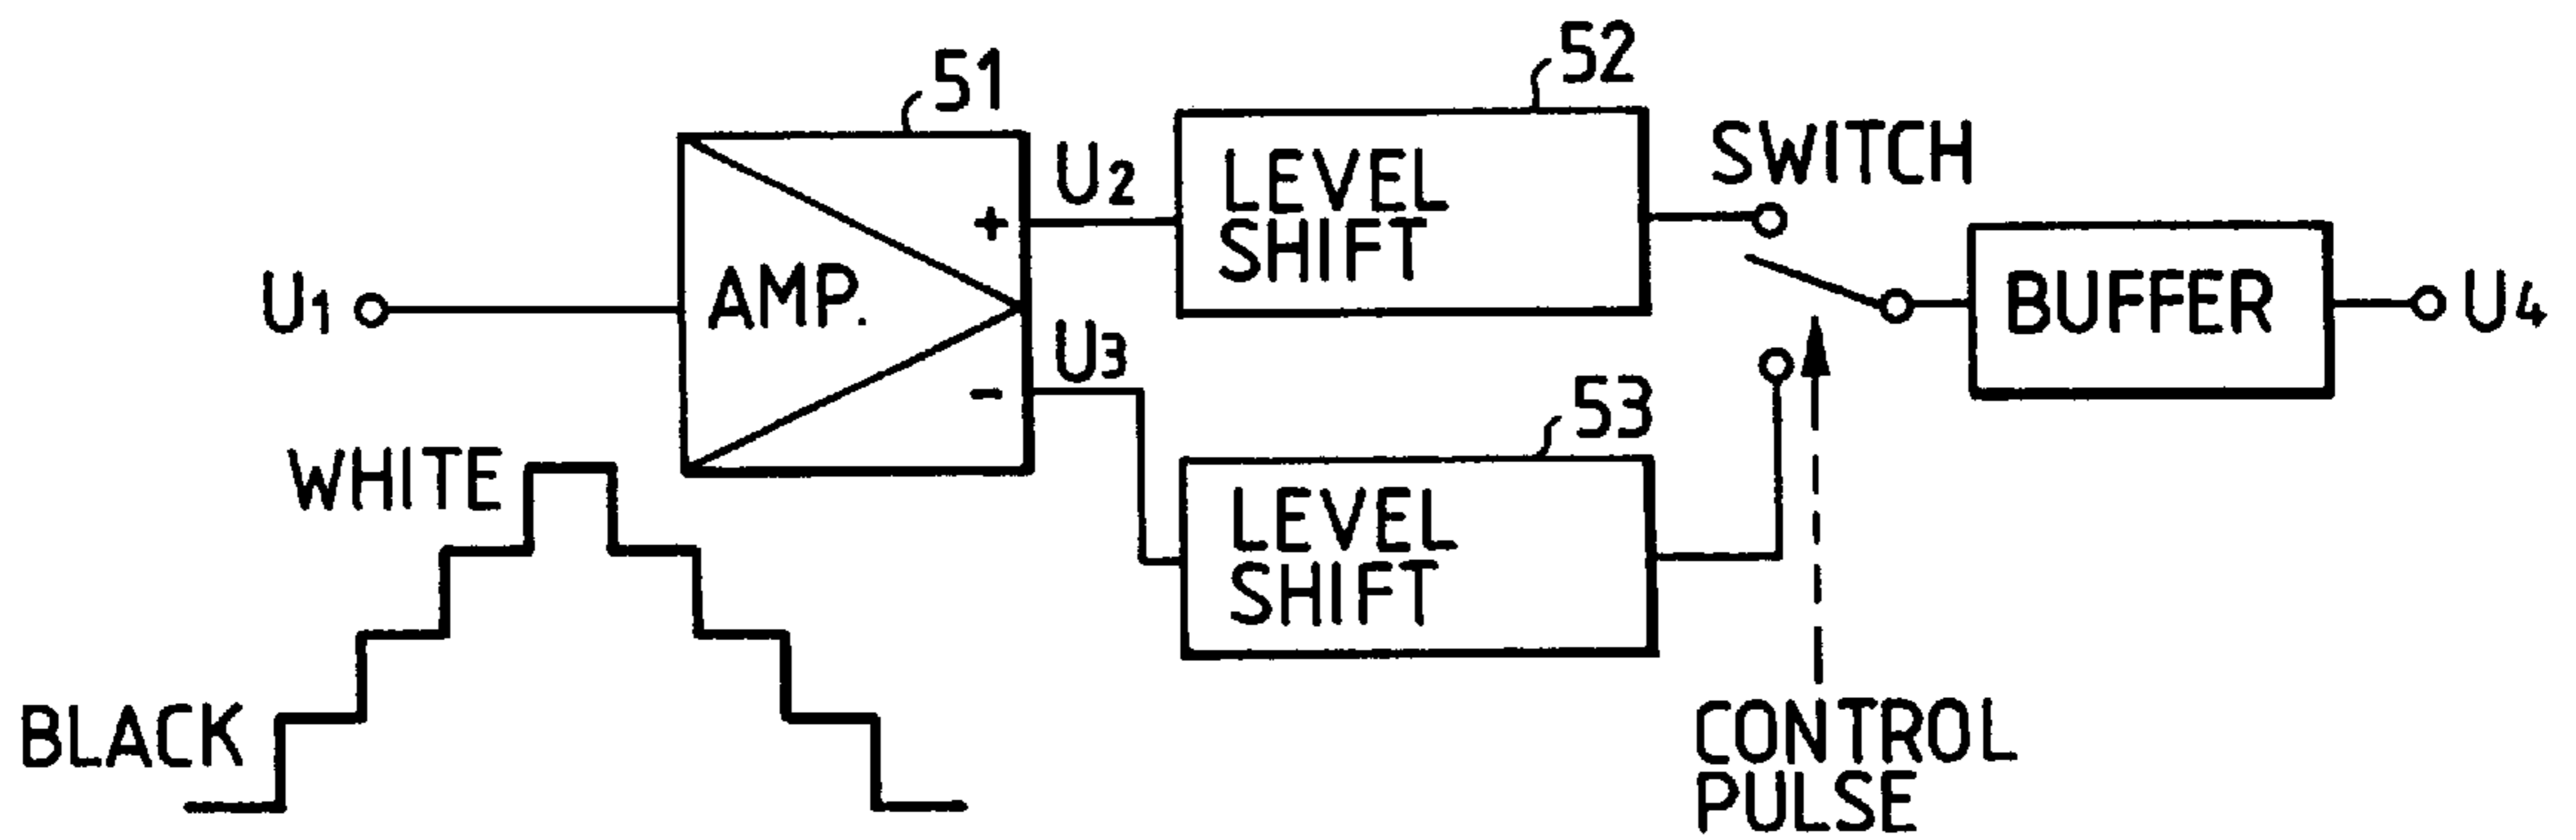 51
52
U2
LEVEL
SHIFT
SWITCH
+
U1
AMP.
BUFFER
U4
U3
-
53
WHITE
LEVEL
SHIFT
BLACK
CONTROL
PULSE